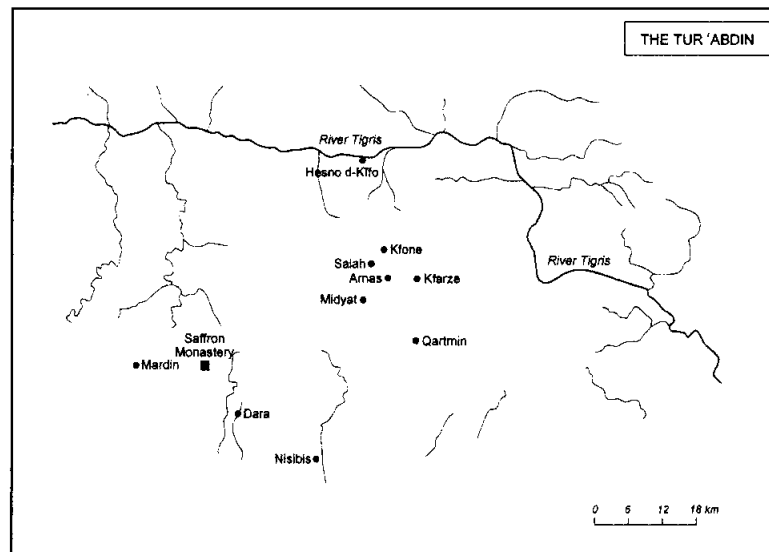 THE TUR 'ABDIN
River Tigris
Hesno d-Kifo
Kfone
Salah
Arnas
Kfarze
River Tigris
Midyat
Qartmin
Saffron
Monastery
Mardin
Dara
Nisibis
0 6 12 18 km